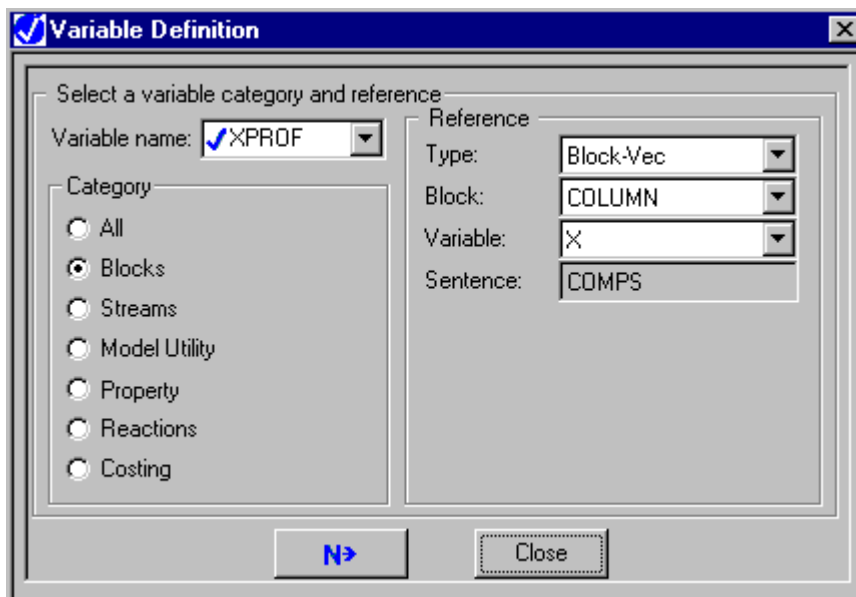 Variable Definition
Select a variable category and reference
Variable name: XPROF
Category
All
Blocks
Streams
Model Utility
Property
Reactions
Costing
Reference
Type: Block-Vec
Block: COLUMN
Variable: X
Sentence: COMPS
N
Close